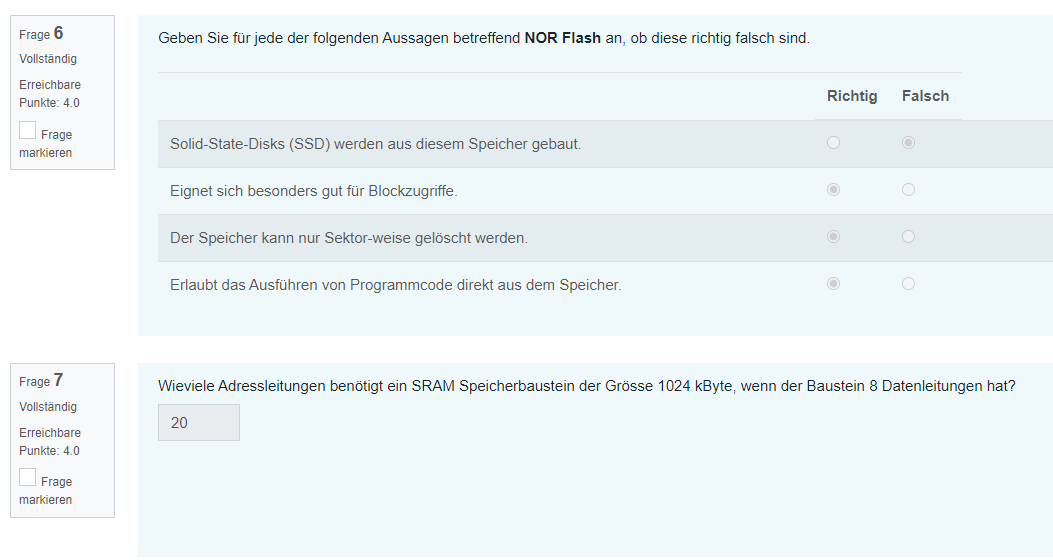 Frage 6
Vollständig
Erreichbare
Punkte: 4.0
Frage
markieren
Geben Sie für jede der folgenden Aussagen betreffend NOR Flash an, ob diese richtig falsch sind.
Richtig Falsch
Solid-State-Disks (SSD) werden aus diesem Speicher gebaut.
Eignet sich besonders gut für Blockzugriffe.
Der Speicher kann nur Sektor-weise gelöscht werden.
Erlaubt das Ausführen von Programmcode direkt aus dem Speicher.
Frage 7
Vollständig
Erreichbare
Punkte: 4.0
Frage
markieren
Wieviele Adressleitungen benötigt ein SRAM Speicherbaustein der Grösse 1024 kByte, wenn der Baustein 8 Datenleitungen hat?
20